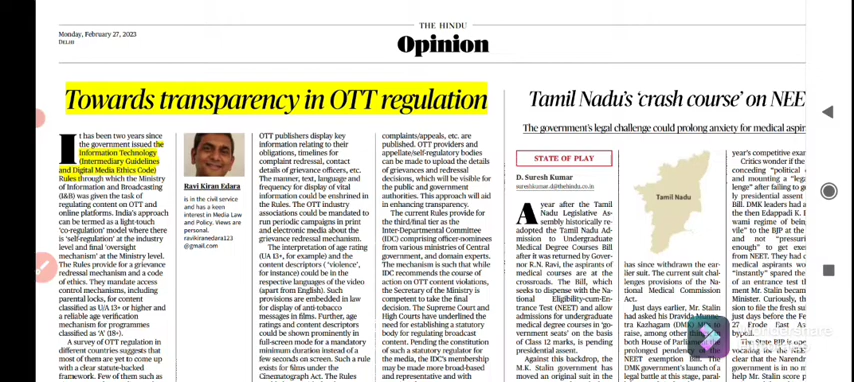 Monday, February 27, 2023
DELHI
THE HINDU
Opinion
Towards transparency in OTT regulation
It has been two years since
the government issued the
Information Technology
(Intermediary Guidelines
and Digital Media Ethics Code)
Rules through which the Ministry
of Information and Broadcasting
(I&B) was given the task of
regulating content on OTT and
online platforms. India's approach
can be termed as a light-touch
'co-regulation' model where there
is 'self-regulation' at the industry
level and final 'oversight
mechanism' at the Ministry level.
The Rules provide for a grievance
redressal mechanism and a code
of ethics. They mandate access
control mechanisms, including
parental locks, for content
classified as U/A 13+ or higher and
a reliable age verification
mechanism for programmes
classified as 'A' (18+).
A survey of OTT regulation in
different countries suggests that
most of them are yet to come up
with a clear statute-backed
framework. Few of them such as
Ravi Kiran Edara
is in the civil service
and has a keen
interest in Media Law
and Policy. Views are
personal.
ravikiranedara123
@gmail.com
OTT publishers display key
information relating to their
obligations, timelines for
complaint redressal, contact
details of grievance officers, etc.
The manner, text, language and
frequency for display of vital
information could be enshrined in
the Rules. The OTT industry
associations could be mandated to
run periodic campaigns in print
and electronic media about the
grievance redressal mechanism.
The interpretation of age rating
(UA 13+, for example) and the
content descriptors ('violence',
for instance) could be in the
respective languages of the video
(apart from English). Such
provisions are embedded in law
for display of anti-tobacco
messages in films. Further, age
ratings and content descriptors
could be shown prominently in
full-screen mode for a mandatory
minimum duration instead of a
few seconds on screen. Such a rule
exists for films under the
Cinematograph Act. The Rules
complaints/appeals, etc. are
published. OTT providers and
appellate/self-regulatory bodies
can be made to upload the details
of grievances and redressal
decisions, which will be visible for
the public and government
authorities. This approach will aid
in enhancing transparency.
The current Rules provide for
the third/final tier as the
Inter-Departmental Committee
(IDC) comprising officer-nominees
from various ministries of Central
government, and domain experts.
The mechanism is such that while
IDC recommends the course of
action on OTT content violations,
the Secretary of the Ministry is
competent to take the final
decision. The Supreme Court and
High Courts have underlined the
need for establishing a statutory
body for regulating broadcast
content. Pending the constitution
of such a statutory regulator for
the media, the IDC's membership
may be made more broad-based
and representative and with
Tamil Nadu's 'crash course' on NEE
The government's legal challenge could prolong anxiety for medical aspir
STATE OF PLAY
D. Suresh Kumar
sureshkumar.d@thehindu.co.in
A year after the Tamil
Nadu Legislative As-
sembly historically re-
adopted the Tamil Nadu Ad-
mission to Undergraduate
Medical Degree Courses Bill
after it was returned by Gover-
nor R.N. Ravi, the aspirants of
medical courses are at the
crossroads. The Bill, which
seeks to dispense with the Na-
tional Eligibility-cum-En-
trance Test (NEET) and allow
admissions for undergraduate
medical degree courses in
'government seats' on the basis
of Class 12 marks, is pending
presidential assent.
Against this backdrop, the
M.K. Stalin government has
moved an original suit in the
Tamil Nadu
has since withdrawn the ear-
lier suit. The current suit chal-
lenges provisions of the Na-
tional Medical Commission
Act.
Just days earlier, Mr. Stalin
had asked his Dravida Munne-
tra Kazhagam (DMK) to
raise, among other things, in
both House of Parliament the
prolonged pendency of the
NEET exemption Bill. The
DMK government's launch of
a legal battle at this stage, paral-
year's competitive exam
Critics wonder if the
conceding "political
and mounting a "lega
lenge" after failing to g
by presidential assent
Bill. DMK leaders had a
the then Edappadi K.
wami regime of being
vile" to the BJP at the
and not "pressuri
enough" to get exer
from NEET. They had
medical aspirants wou
"instantly" spared the
of an entrance test if
ment Mr. Stalin became
Minister. Curiously, th
sion to file the fresh su
just days before the Fe
27 Erode East As
bypoll.
The State BJP is
clear that the Narendr
government is in no m
help Mr. Stalin score p